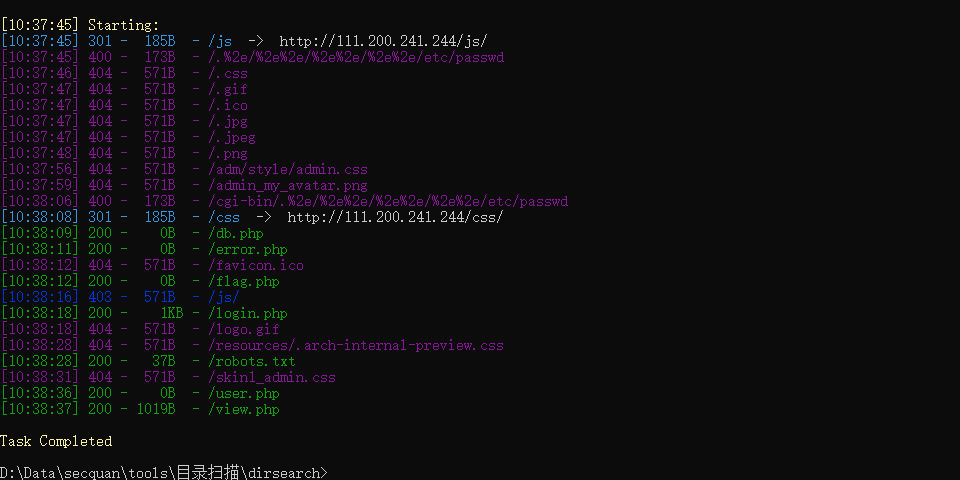 [10:37:45] Starting:
[10:37:45] 301 -  185B  - /js  ->  http://111.200.241.244/js/
[10:37:45] 400 -  173B  - /.%2e/%2e%2e/%2e%2e/%2e%2e/etc/passwd
[10:37:46] 404 -  571B  - /.css
[10:37:47] 404 -  571B  - /.gif
[10:37:47] 404 -  571B  - /.ico
[10:37:47] 404 -  571B  - /.jpg
[10:37:47] 404 -  571B  - /.jpeg
[10:37:48] 404 -  571B  - /.png
[10:37:56] 404 -  571B  - /adm/style/admin.css
[10:37:59] 404 -  571B  - /admin_my_avatar.png
[10:38:06] 400 -  173B  - /cgi-bin/.%2e/%2e%2e/%2e%2e/%2e%2e/etc/passwd
[10:38:08] 301 -  185B  - /css  ->  http://111.200.241.244/css/
[10:38:09] 200 -    0B  - /db.php
[10:38:11] 200 -    0B  - /error.php
[10:38:12] 404 -  571B  - /favicon.ico
[10:38:12] 200 -    0B  - /flag.php
[10:38:16] 403 -  571B  - /js/
[10:38:18] 200 -    1KB - /login.php
[10:38:18] 404 -  571B  - /logo.gif
[10:38:28] 404 -  571B  - /resources/.arch-internal-preview.css
[10:38:28] 200 -   37B  - /robots.txt
[10:38:31] 404 -  571B  - /skin1_admin.css
[10:38:36] 200 -    0B  - /user.php
[10:38:37] 200 - 1019B  - /view.php
Task Completed
D:\Data\secquan\tools\目录扫描\dirsearch>